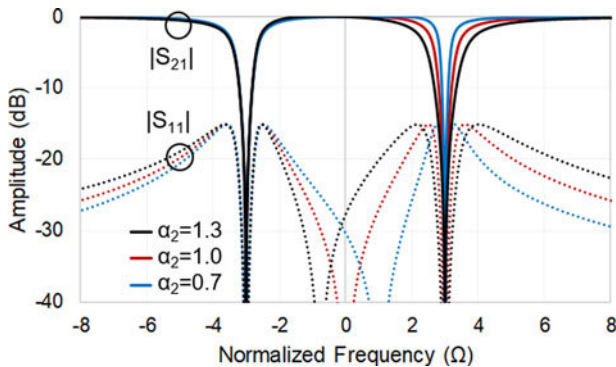 Amplitude (dB)
0
-10
-20
-30
-40
|S21|
|S11|
α2=1.3
α2=1.0
α2=0.7
-8 -6 -4 -2 0 2 4 6 8
Normalized Frequency (Ω)